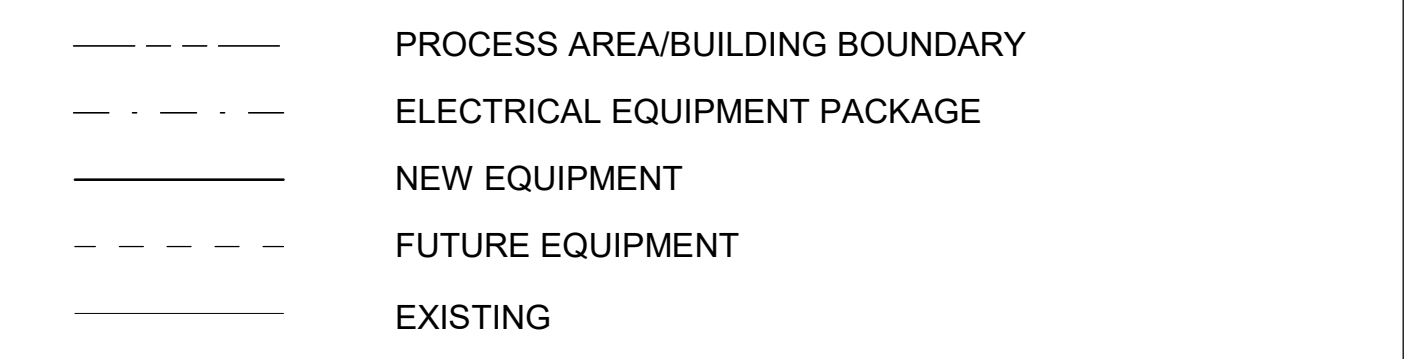 PROCESS AREA/BUILDING BOUNDARY
ELECTRICAL EQUIPMENT PACKAGE
NEW EQUIPMENT
FUTURE EQUIPMENT
EXISTING